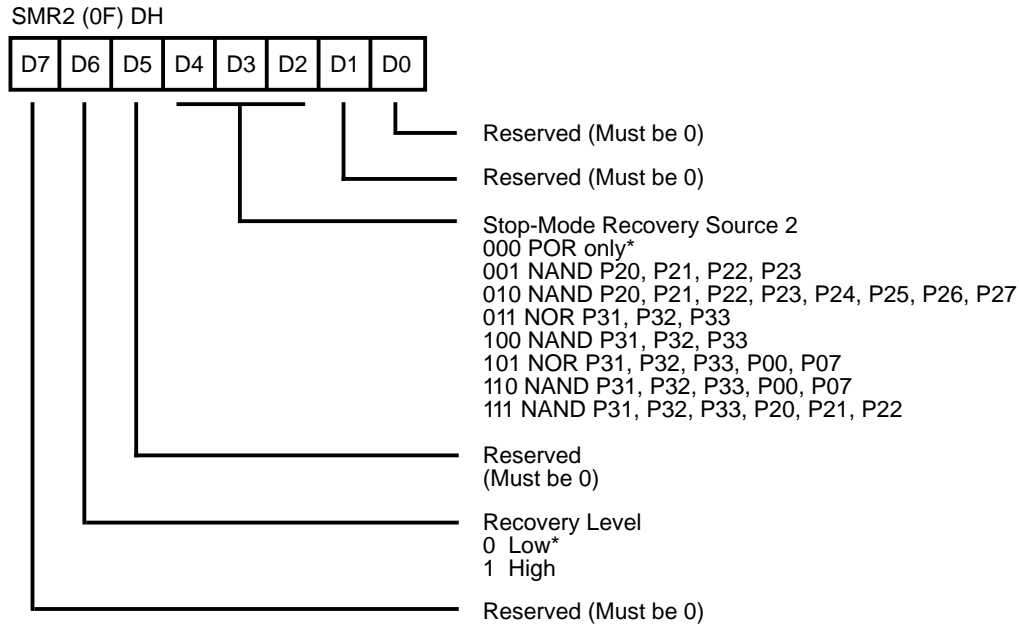 SMR2 (0F) DH
D7 D6 D5 D4 D3 D2 D1 D0
Reserved (Must be 0)
Reserved (Must be 0)
Stop-Mode Recovery Source 2
000 POR only*
001 NAND P20, P21, P22, P23
010 NAND P20, P21, P22, P23, P24, P25, P26, P27
011 NOR P31, P32, P33
100 NAND P31, P32, P33
101 NOR P31, P32, P33, P00, P07
110 NAND P31, P32, P33, P00, P07
111 NAND P31, P32, P33, P20, P21, P22
Reserved
(Must be 0)
Recovery Level
0 Low*
1 High
Reserved (Must be 0)